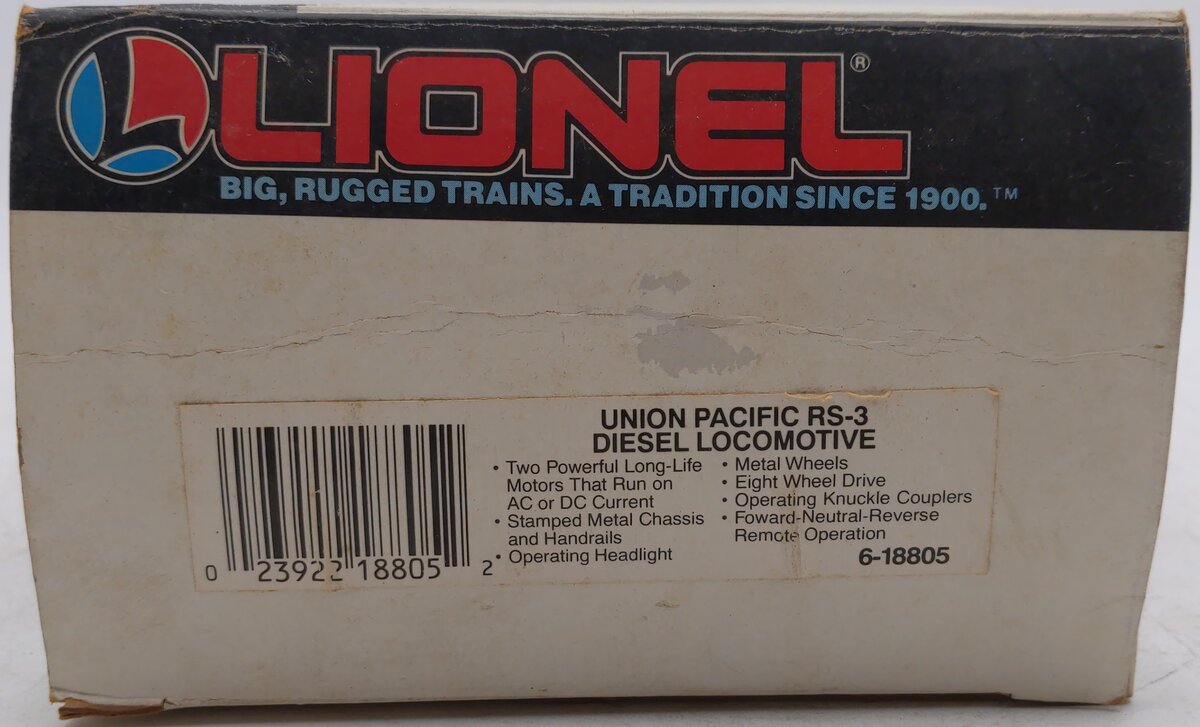 LIONEL®
BIG, RUGGED TRAINS. A TRADITION SINCE 1900.™
UNION PACIFIC RS-3
DIESEL LOCOMOTIVE
• Two Powerful Long-Life
Motors That Run on
AC or DC Current
• Stamped Metal Chassis
and Handrails
• Operating Headlight
• Metal Wheels
• Eight Wheel Drive
• Operating Knuckle Couplers
• Foward-Neutral-Reverse
Remote Operation
6-18805
0 23922 18805 2